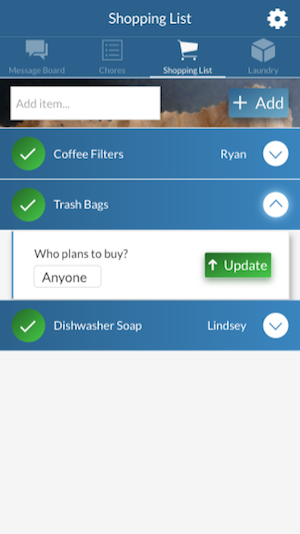 Shopping List
Message Board Chores Shopping List Laundry
Add item...
+ Add
Coffee Filters Ryan
Trash Bags
Who plans to buy?
Anyone
Update
Dishwasher Soap Lindsey